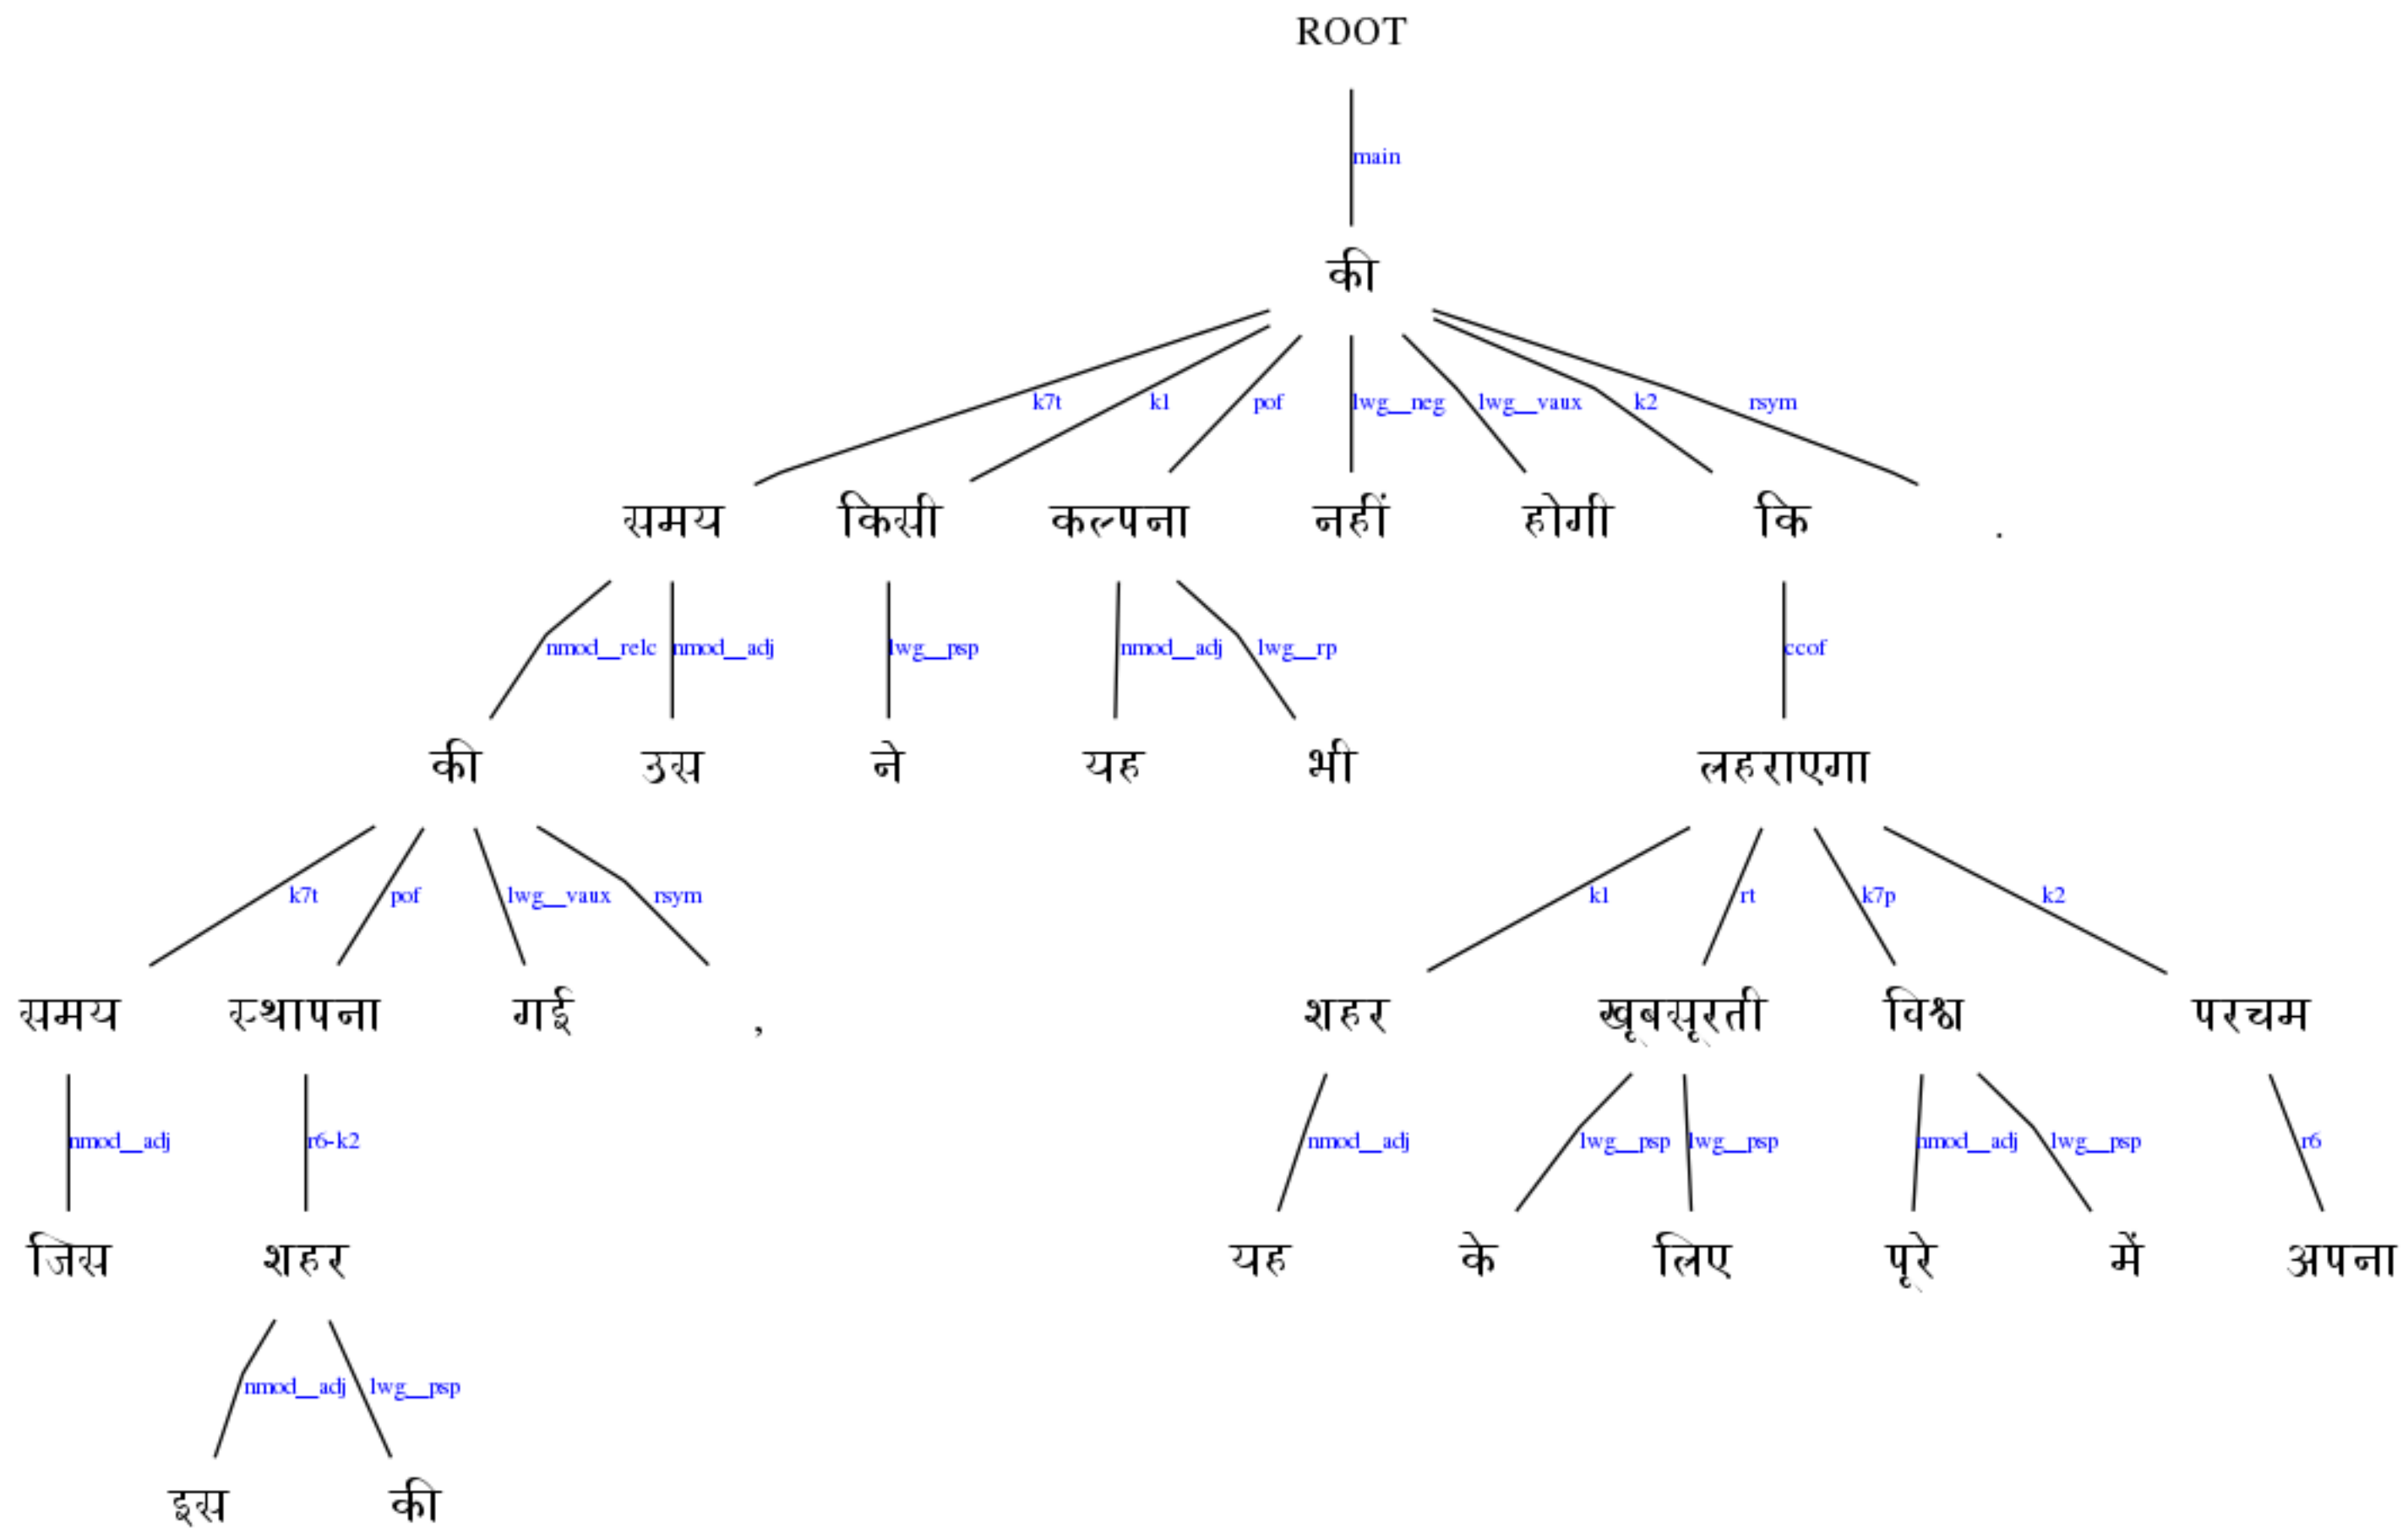 ROOT
main
की
k7t k1 pof lwg__neg lwg__vaux k2 rsym
समय किसी कल्पना नहीं होगी कि .
nmod__relc nmod__adj lwg__psp nmod__adj lwg__rp ccof
की उस ने यह भी लहराएगा
k7t pof lwg__vaux rsym k1 rt k7p k2
समय स्थापना गई , शहर खूबसूरती विश्व परचम
nmod__adj r6-k2 nmod__adj lwg__psp lwg__psp nmod__adj lwg__psp r6
जिस शहर यह के लिए पूरे में अपना
nmod__adj lwg__psp
इस की